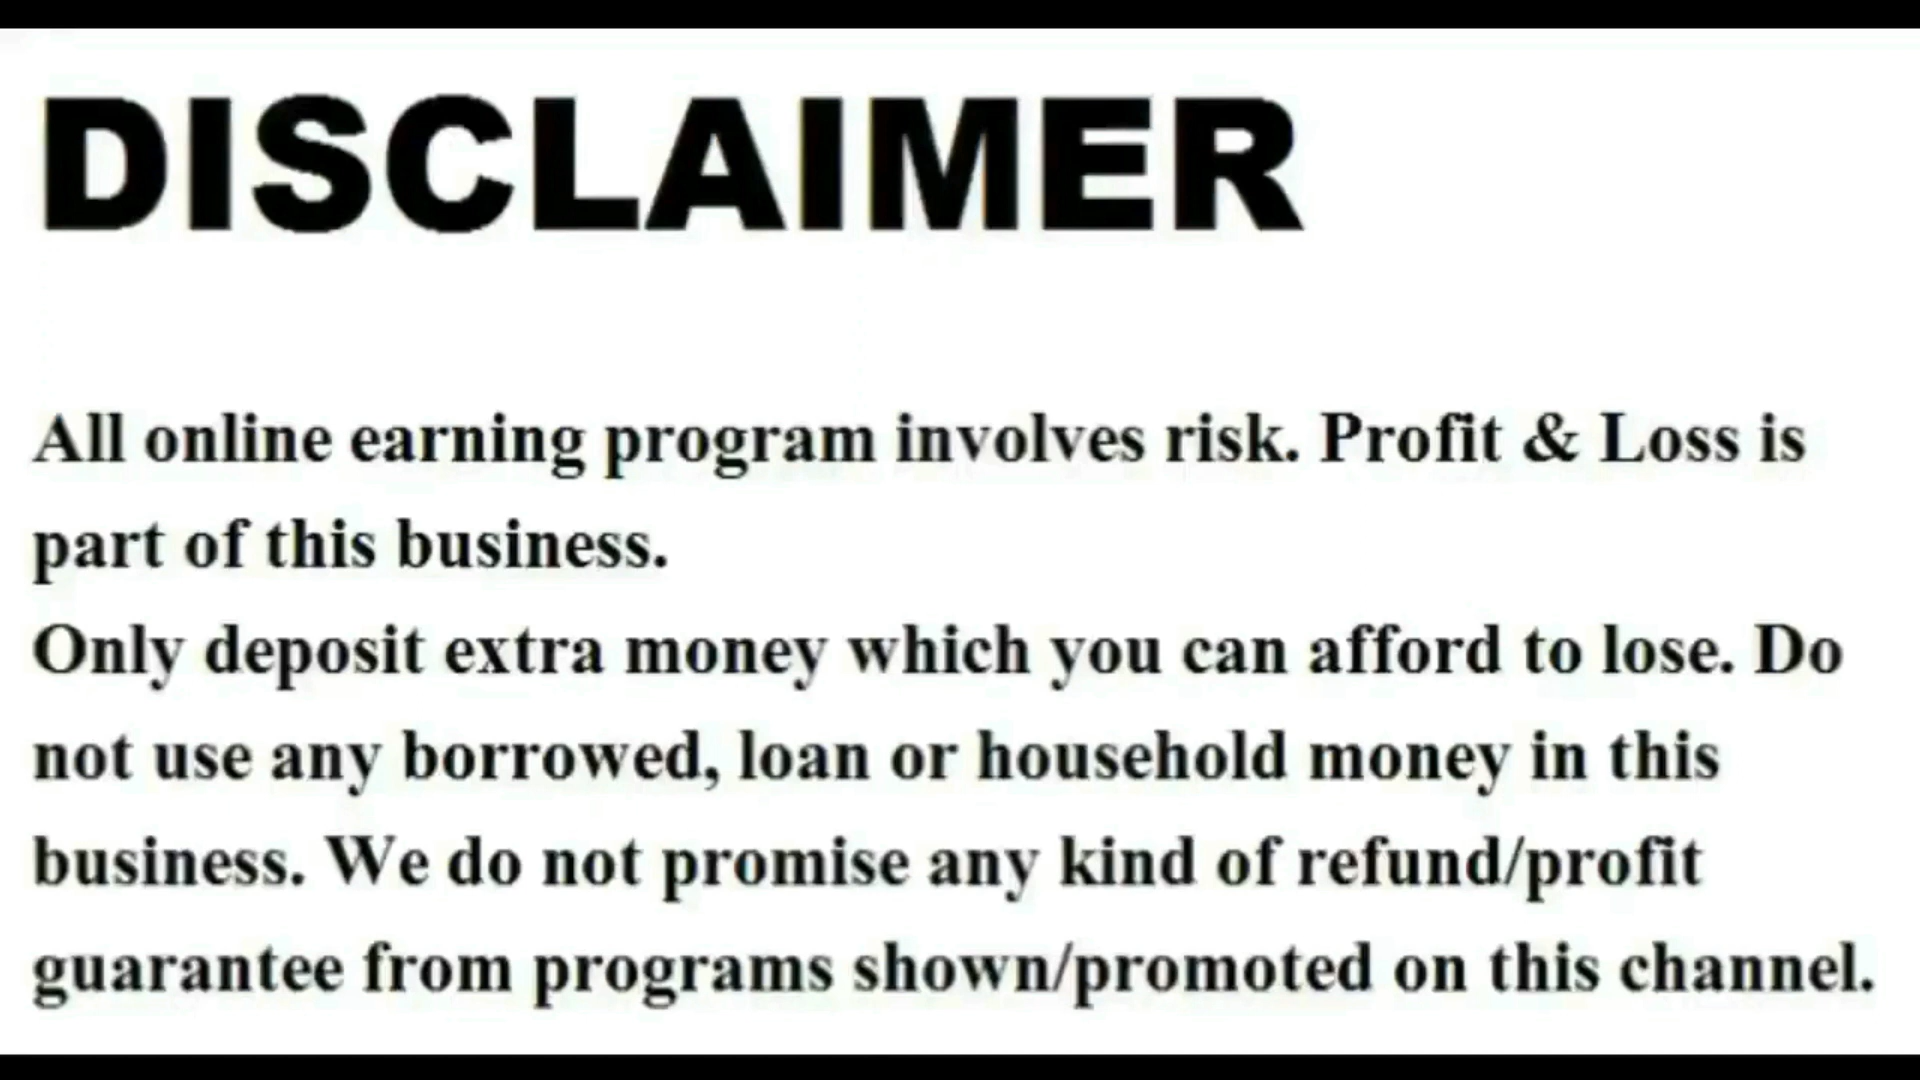 DISCLAIMER
All online earning program involves risk. Profit & Loss is
part of this business.
Only deposit extra money which you can afford to lose. Do
not use any borrowed, loan or household money in this
business. We do not promise any kind of refund/profit
guarantee from programs shown/promoted on this channel.